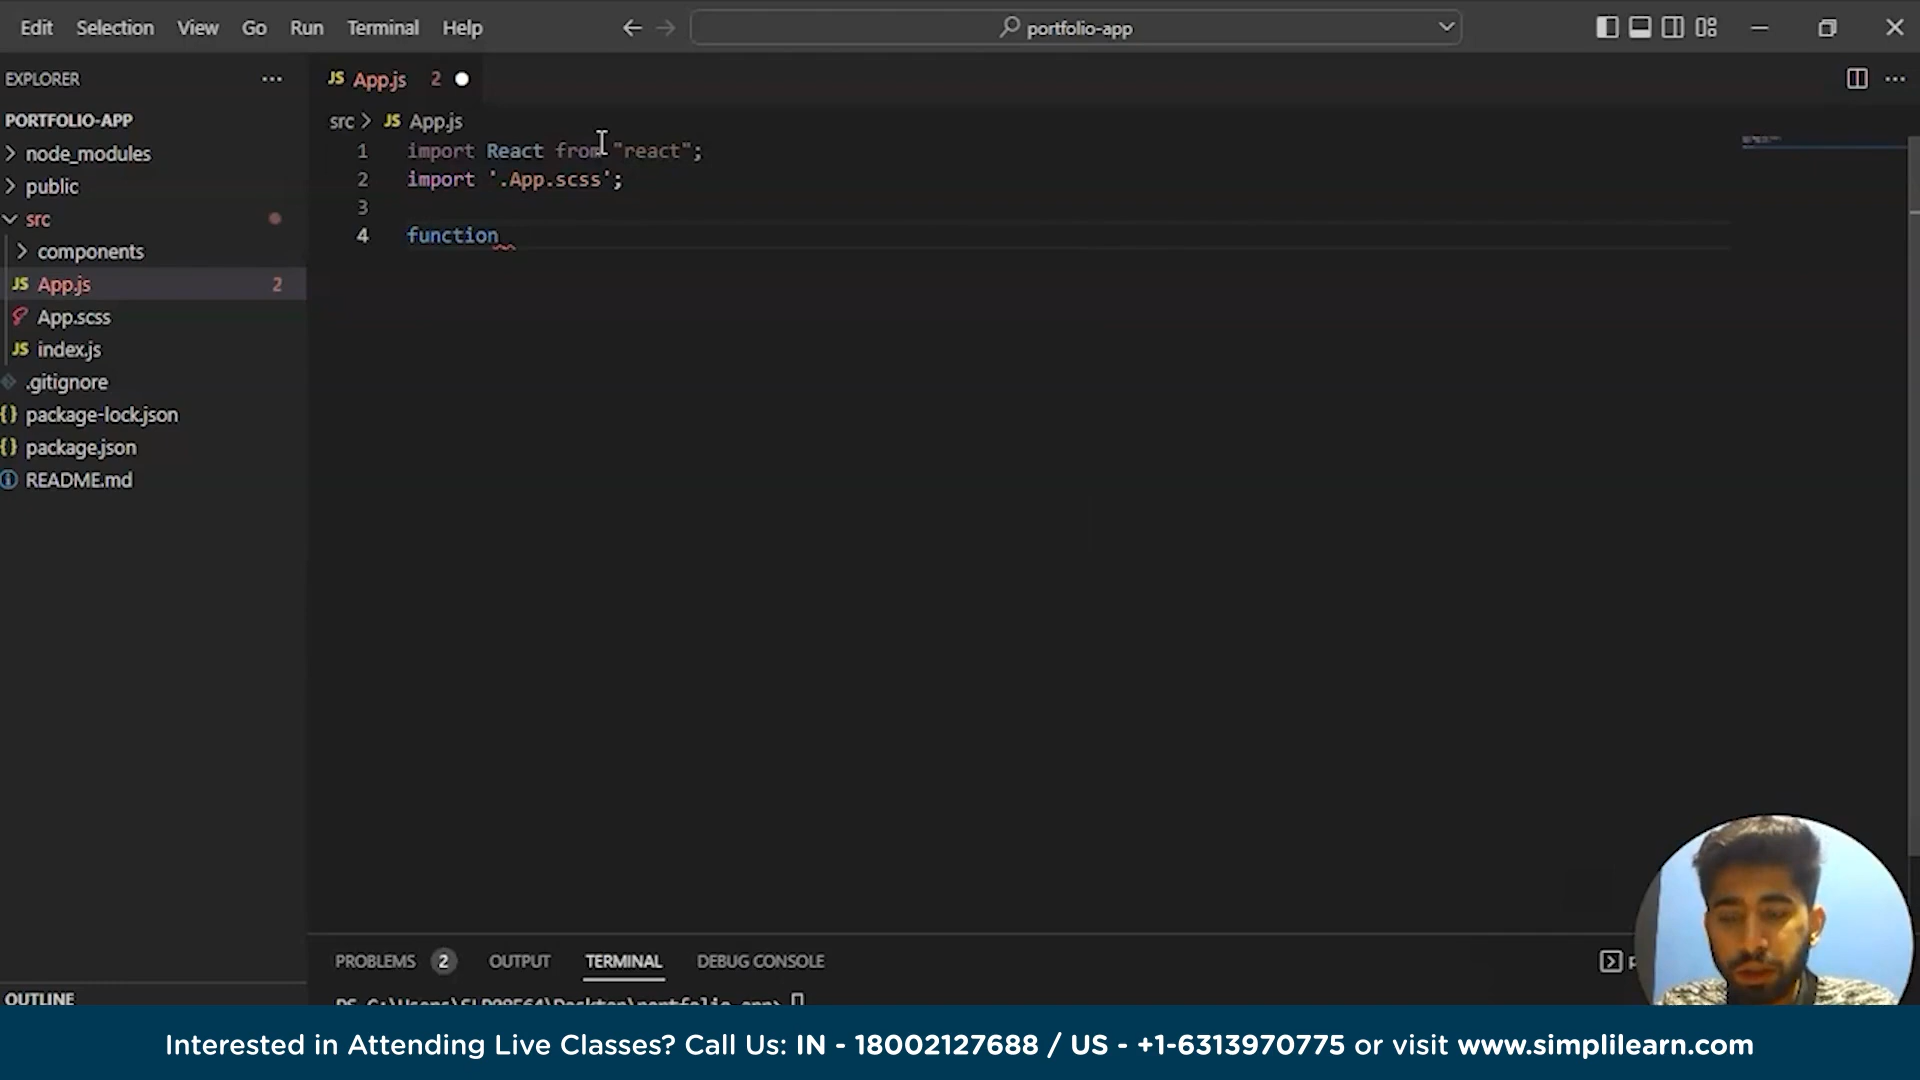 Edit Selection View Go Run Terminal Help portfolio-app
EXPLORER
PORTFOLIO-APP
node_modules
public
src
components
JS App.js 2
App.scss
JS index.js
.gitignore
{} package-lock.json
{} package.json
README.md
OUTLINE
JS App.js 2
src > JS App.js
1 import React from "react";
2 import '.App.scss';
3
4 function
PROBLEMS 2 OUTPUT TERMINAL DEBUG CONSOLE
Interested in Attending Live Classes? Call Us: IN - 18002127688 / US - +1-6313970775 or visit www.simplilearn.com